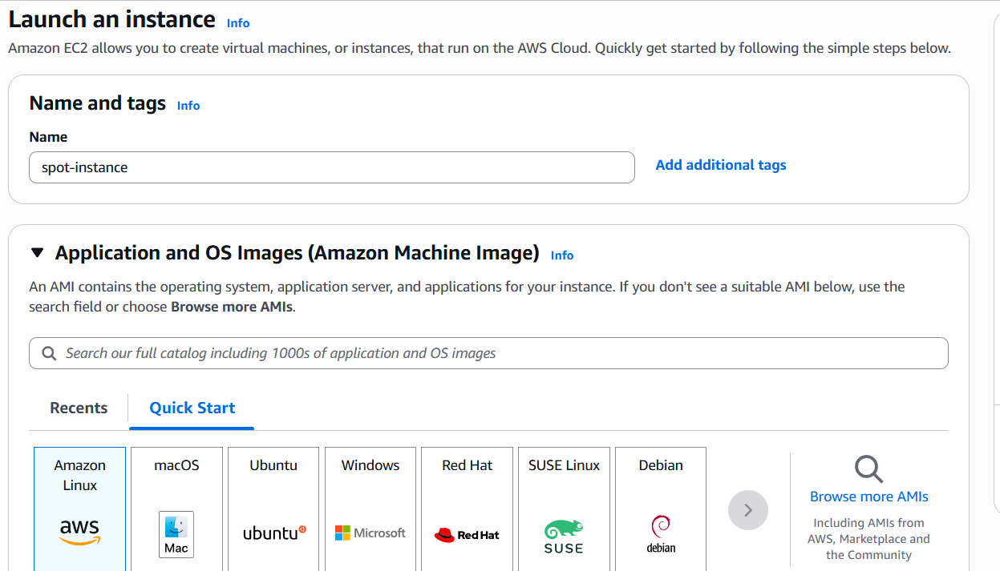 Launch an instance Info
Amazon EC2 allows you to create virtual machines, or instances, that run on the AWS Cloud. Quickly get started by following the simple steps below.
Name and tags Info
Name
spot-instance
Add additional tags
Application and OS Images (Amazon Machine Image) Info
An AMI contains the operating system, application server, and applications for your instance. If you don't see a suitable AMI below, use the
search field or choose Browse more AMIs.
Search our full catalog including 1000s of application and OS images
Recents
Quick Start
Amazon
Linux
aws
macOS
Mac
Ubuntu
ubuntu
Windows
Microsoft
Red Hat
Red Hat
SUSE Linux
SUSE
Debian
debian
Browse more AMIs
Including AMIs from
AWS, Marketplace and
the Community